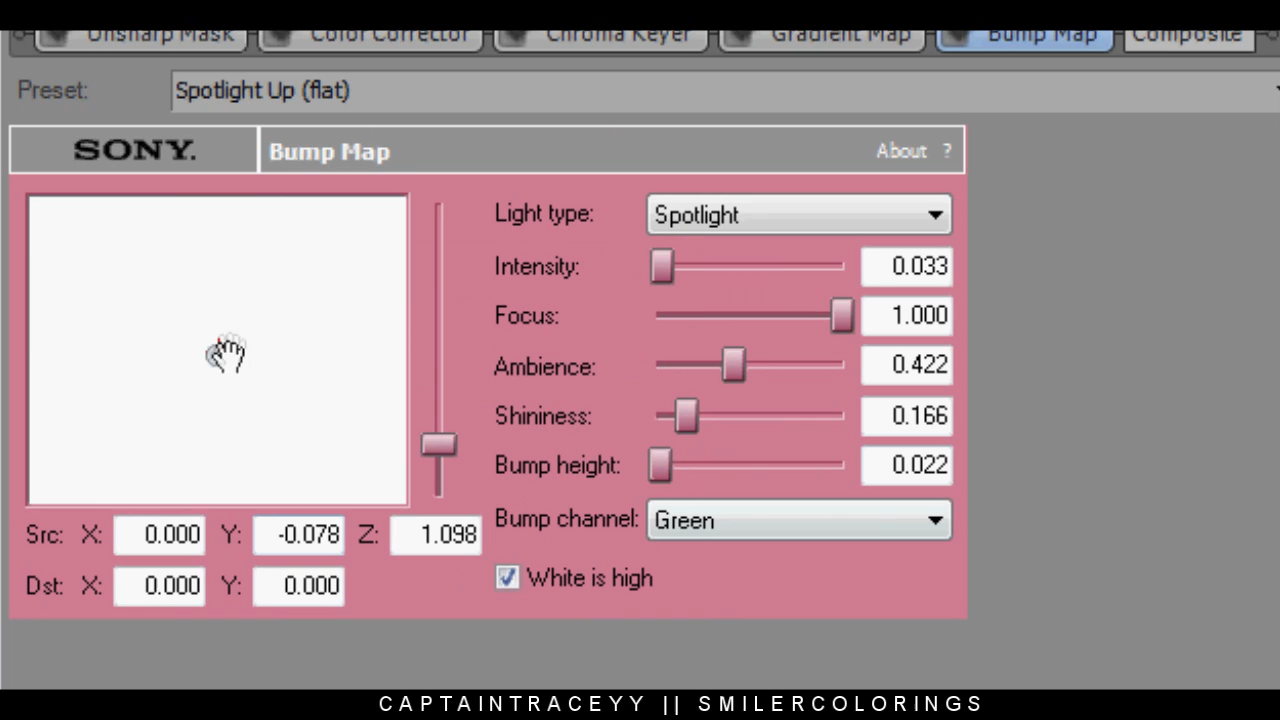 Unsharp Mask Color Corrector Chroma Keyer Gradient Map Bump Map Composite
Preset: Spotlight Up (flat)
SONY. Bump Map About ?
Light type: Spotlight
Intensity: 0.033
Focus: 1.000
Ambience: 0.422
Shininess: 0.166
Bump height: 0.022
Bump channel: Green
White is high
Src: X: 0.000 Y: -0.078 Z: 1.098
Dst: X: 0.000 Y: 0.000
CAPTAINTRACEYY || SMILERCOLORINGS